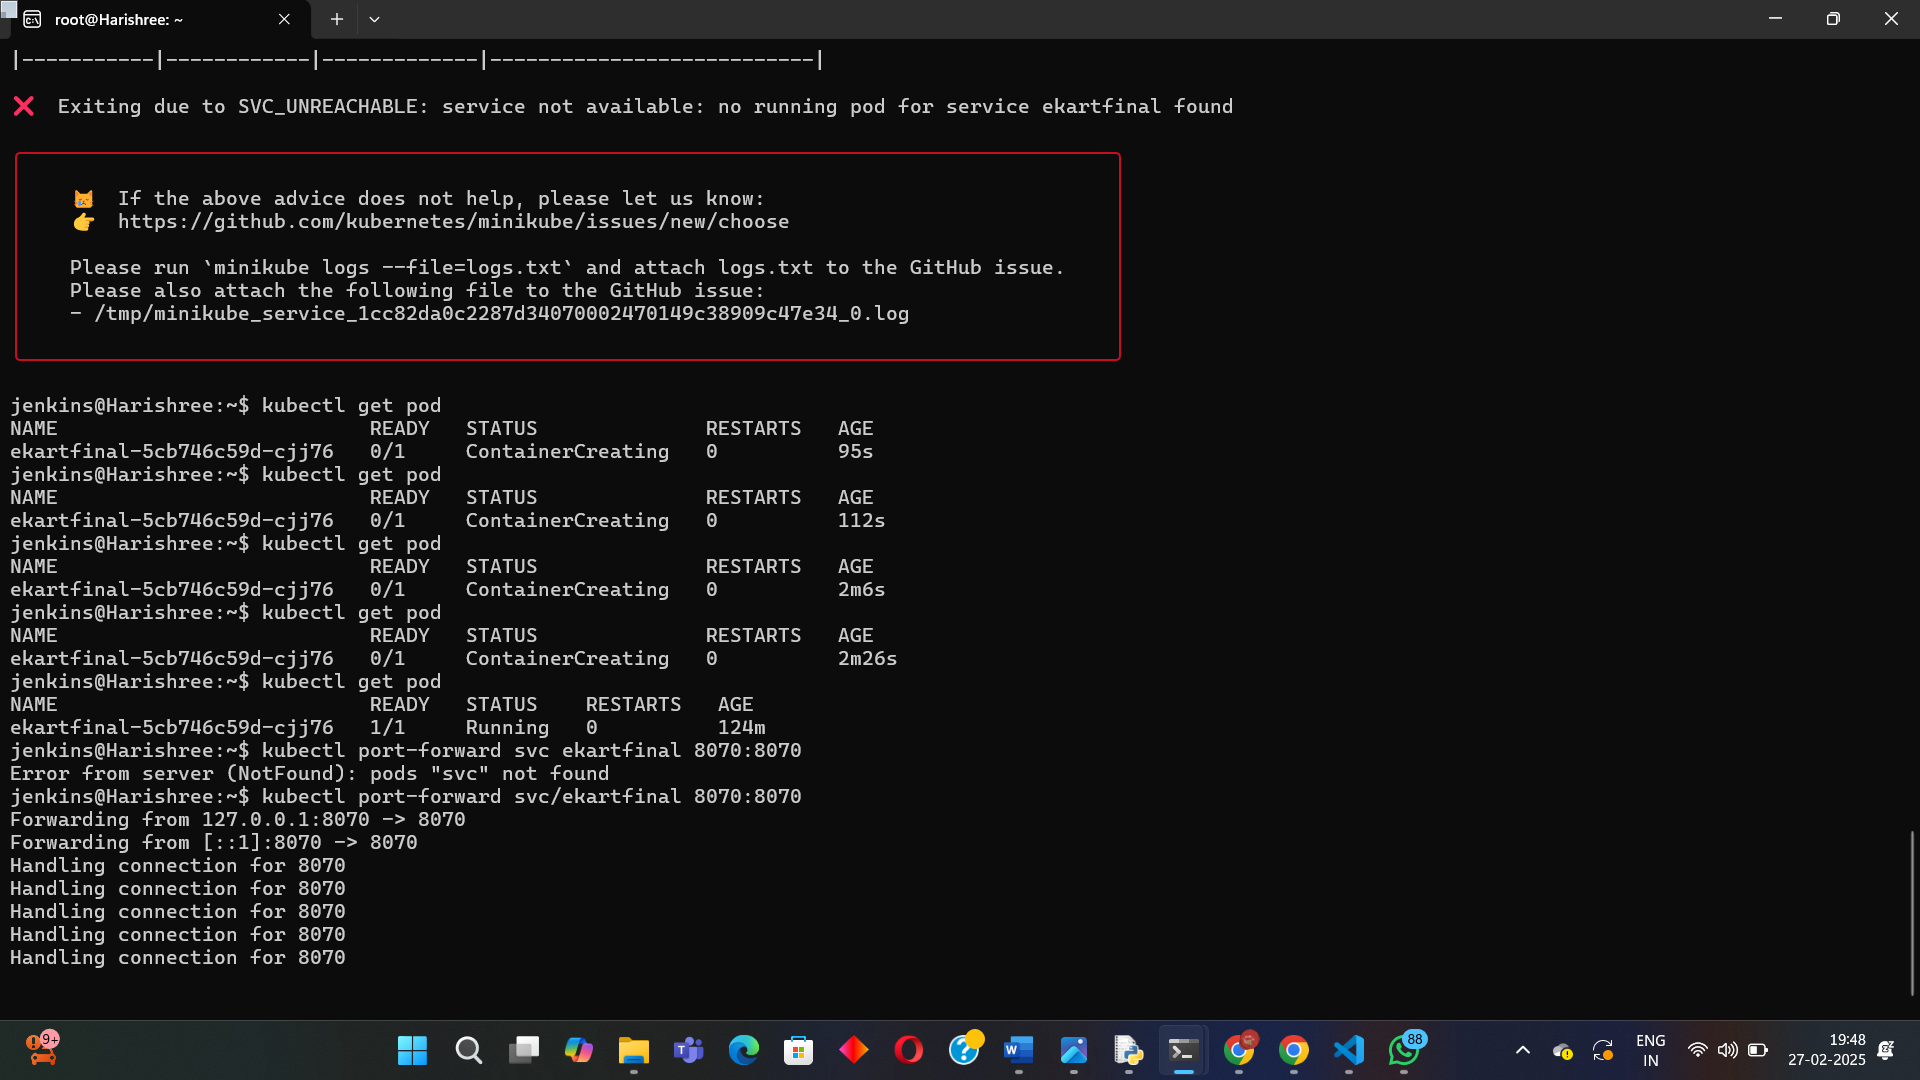 root@Harishree: ~
|-----------|------------|-------------|---------------------------|
Exiting due to SVC_UNREACHABLE: service not available: no running pod for service ekartfinal found
If the above advice does not help, please let us know:
https://github.com/kubernetes/minikube/issues/new/choose
Please run `minikube logs --file=logs.txt` and attach logs.txt to the GitHub issue.
Please also attach the following file to the GitHub issue:
- /tmp/minikube_service_1cc82da0c2287d34070002470149c38909c47e34_0.log
jenkins@Harishree:~$ kubectl get pod
NAME READY STATUS RESTARTS AGE
ekartfinal-5cb746c59d-cjj76 0/1 ContainerCreating 0 95s
jenkins@Harishree:~$ kubectl get pod
NAME READY STATUS RESTARTS AGE
ekartfinal-5cb746c59d-cjj76 0/1 ContainerCreating 0 112s
jenkins@Harishree:~$ kubectl get pod
NAME READY STATUS RESTARTS AGE
ekartfinal-5cb746c59d-cjj76 0/1 ContainerCreating 0 2m6s
jenkins@Harishree:~$ kubectl get pod
NAME READY STATUS RESTARTS AGE
ekartfinal-5cb746c59d-cjj76 0/1 ContainerCreating 0 2m26s
jenkins@Harishree:~$ kubectl get pod
NAME READY STATUS RESTARTS AGE
ekartfinal-5cb746c59d-cjj76 1/1 Running 0 124m
jenkins@Harishree:~$ kubectl port-forward svc ekartfinal 8070:8070
Error from server (NotFound): pods "svc" not found
jenkins@Harishree:~$ kubectl port-forward svc/ekartfinal 8070:8070
Forwarding from 127.0.0.1:8070 -> 8070
Forwarding from [::1]:8070 -> 8070
Handling connection for 8070
Handling connection for 8070
Handling connection for 8070
Handling connection for 8070
Handling connection for 8070
9+
88
ENG
IN
19:48
27-02-2025